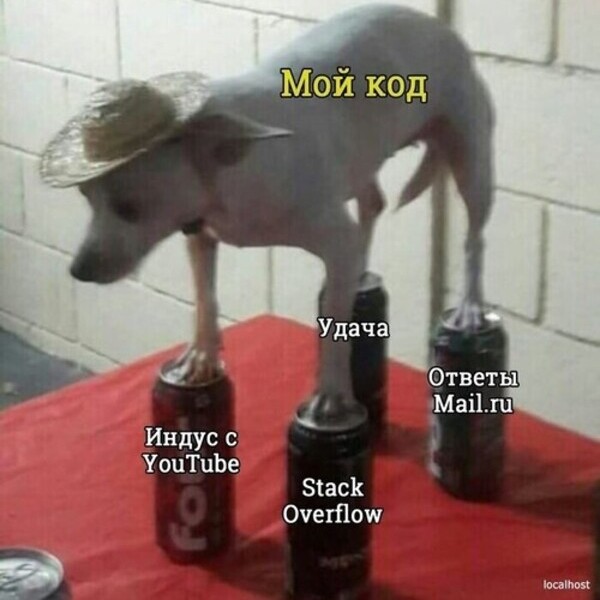 Мой код
Удача
Ответы
Mail.ru
Индус с
YouTube
Stack
Overflow
localhost